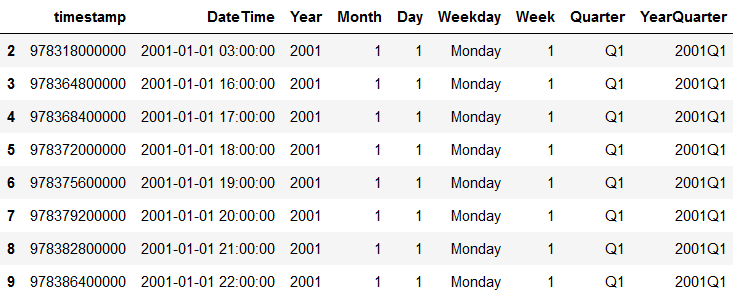 timestamp DateTime Year Month Day Weekday Week Quarter YearQuarter
2 978318000000 2001-01-01 03:00:00 2001 1 1 Monday 1 Q1 2001Q1
3 978364800000 2001-01-01 16:00:00 2001 1 1 Monday 1 Q1 2001Q1
4 978368400000 2001-01-01 17:00:00 2001 1 1 Monday 1 Q1 2001Q1
5 978372000000 2001-01-01 18:00:00 2001 1 1 Monday 1 Q1 2001Q1
6 978375600000 2001-01-01 19:00:00 2001 1 1 Monday 1 Q1 2001Q1
7 978379200000 2001-01-01 20:00:00 2001 1 1 Monday 1 Q1 2001Q1
8 978382800000 2001-01-01 21:00:00 2001 1 1 Monday 1 Q1 2001Q1
9 978386400000 2001-01-01 22:00:00 2001 1 1 Monday 1 Q1 2001Q1